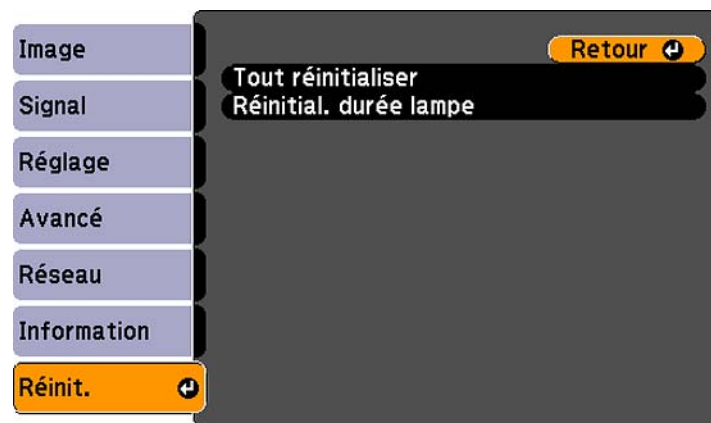 Image
Signal
Réglage
Avancé
Réseau
Information
Réinit.
Retour
Tout réinitialiser
Réinitial. durée lampe